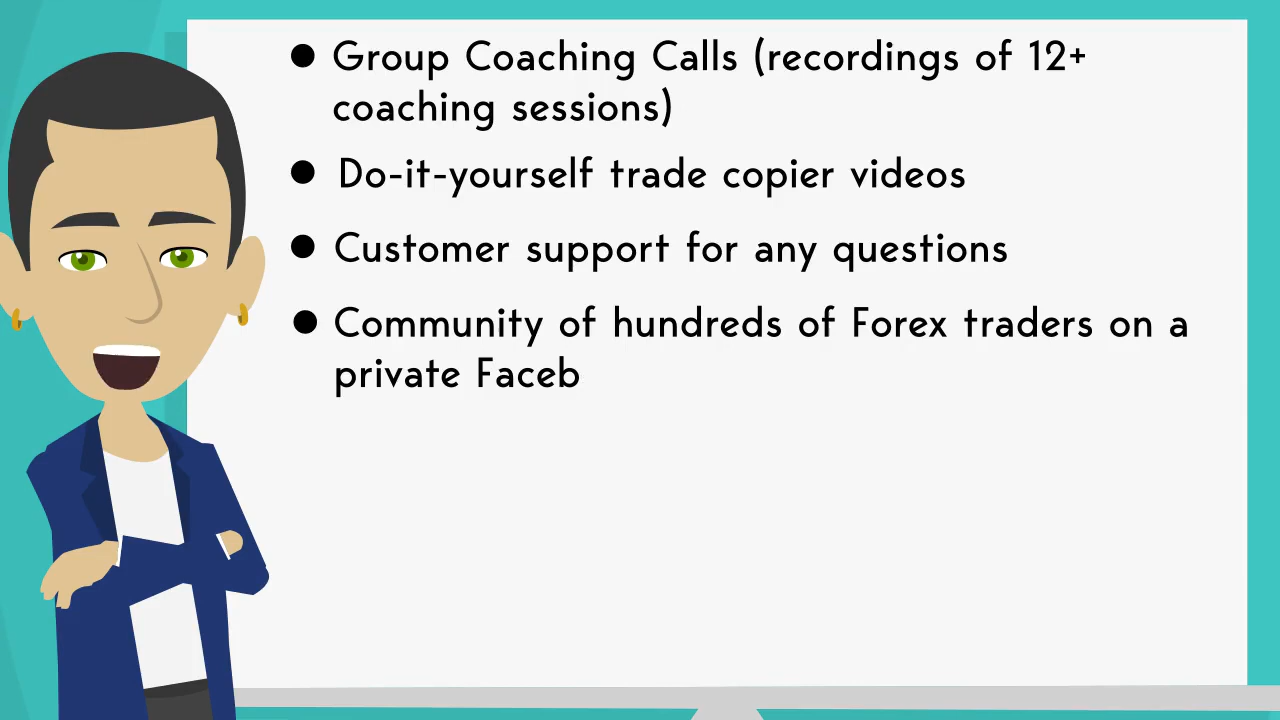 ● Group Coaching Calls (recordings of 12+
coaching sessions)
● Do-it-yourself trade copier videos
● Customer support for any questions
● Community of hundreds of Forex traders on a
private Faceb